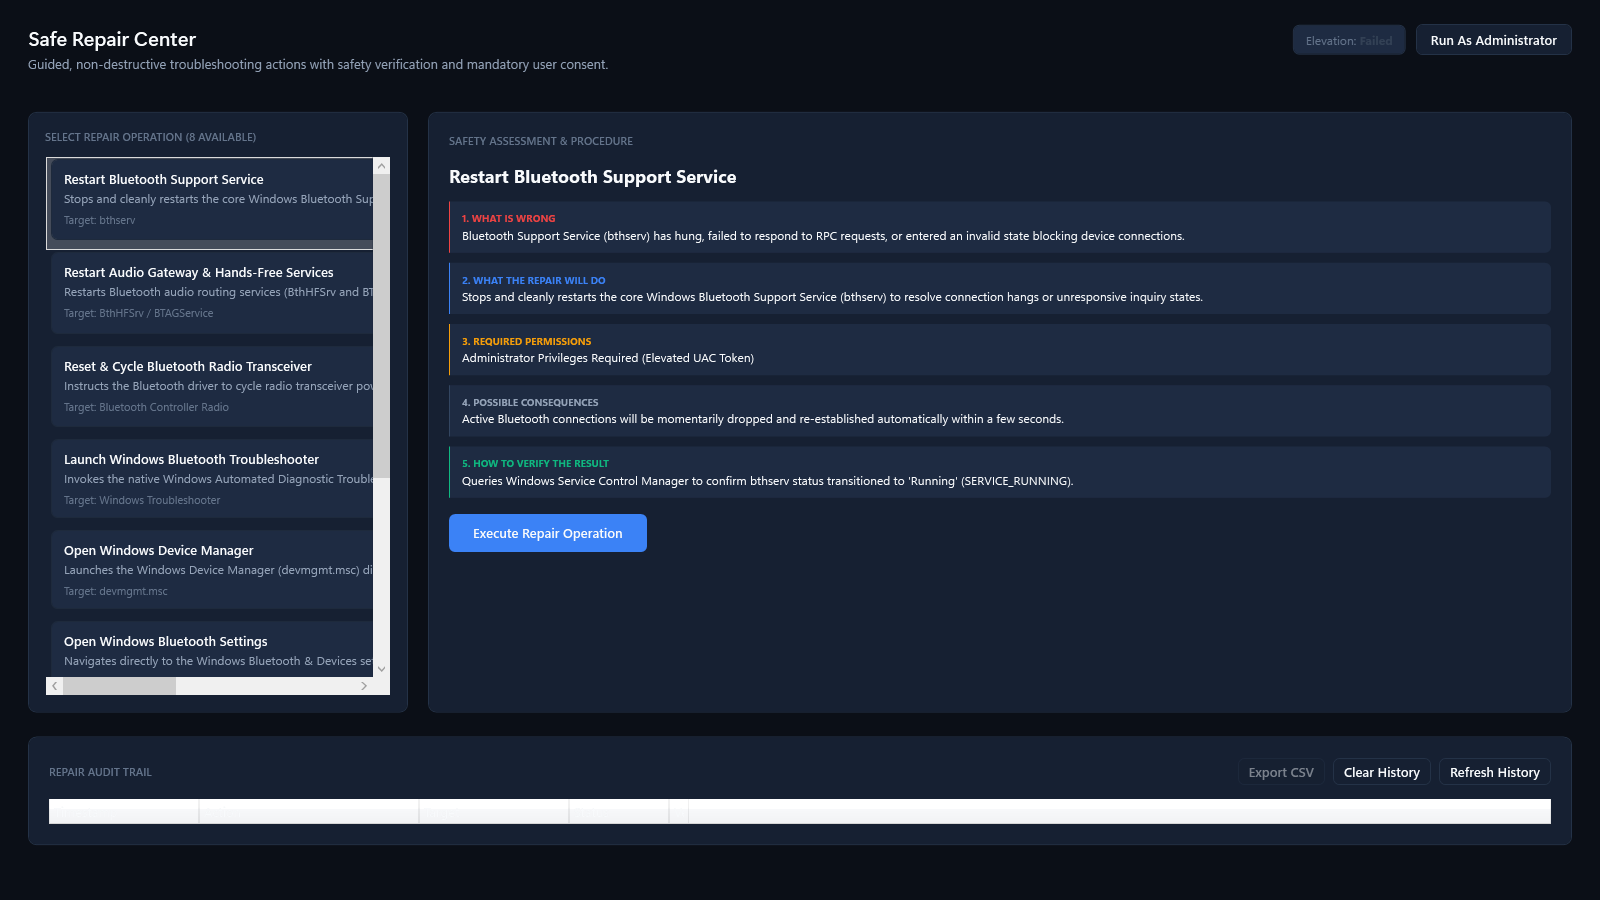 Safe Repair Center
Guided, non-destructive troubleshooting actions with safety verification and mandatory user consent.
Elevation: Failed
Run As Administrator
SELECT REPAIR OPERATION (8 AVAILABLE)
Restart Bluetooth Support Service
Stops and cleanly restarts the core Windows Bluetooth Sup
Target: bthserv
Restart Audio Gateway & Hands-Free Services
Restarts Bluetooth audio routing services (BthHFSrv and BT
Target: BthHFSrv / BTAGService
Reset & Cycle Bluetooth Radio Transceiver
Instructs the Bluetooth driver to cycle radio transceiver pow
Target: Bluetooth Controller Radio
Launch Windows Bluetooth Troubleshooter
Invokes the native Windows Automated Diagnostic Trouble
Target: Windows Troubleshooter
Open Windows Device Manager
Launches the Windows Device Manager (devmgmt.msc) di
Target: devmgmt.msc
Open Windows Bluetooth Settings
Navigates directly to the Windows Bluetooth & Devices se
SAFETY ASSESSMENT & PROCEDURE
Restart Bluetooth Support Service
1. WHAT IS WRONG
Bluetooth Support Service (bthserv) has hung, failed to respond to RPC requests, or entered an invalid state blocking device connections.
2. WHAT THE REPAIR WILL DO
Stops and cleanly restarts the core Windows Bluetooth Support Service (bthserv) to resolve connection hangs or unresponsive inquiry states.
3. REQUIRED PERMISSIONS
Administrator Privileges Required (Elevated UAC Token)
4. POSSIBLE CONSEQUENCES
Active Bluetooth connections will be momentarily dropped and re-established automatically within a few seconds.
5. HOW TO VERIFY THE RESULT
Queries Windows Service Control Manager to confirm bthserv status transitioned to 'Running' (SERVICE_RUNNING).
Execute Repair Operation
REPAIR AUDIT TRAIL
Export CSV
Clear History
Refresh History